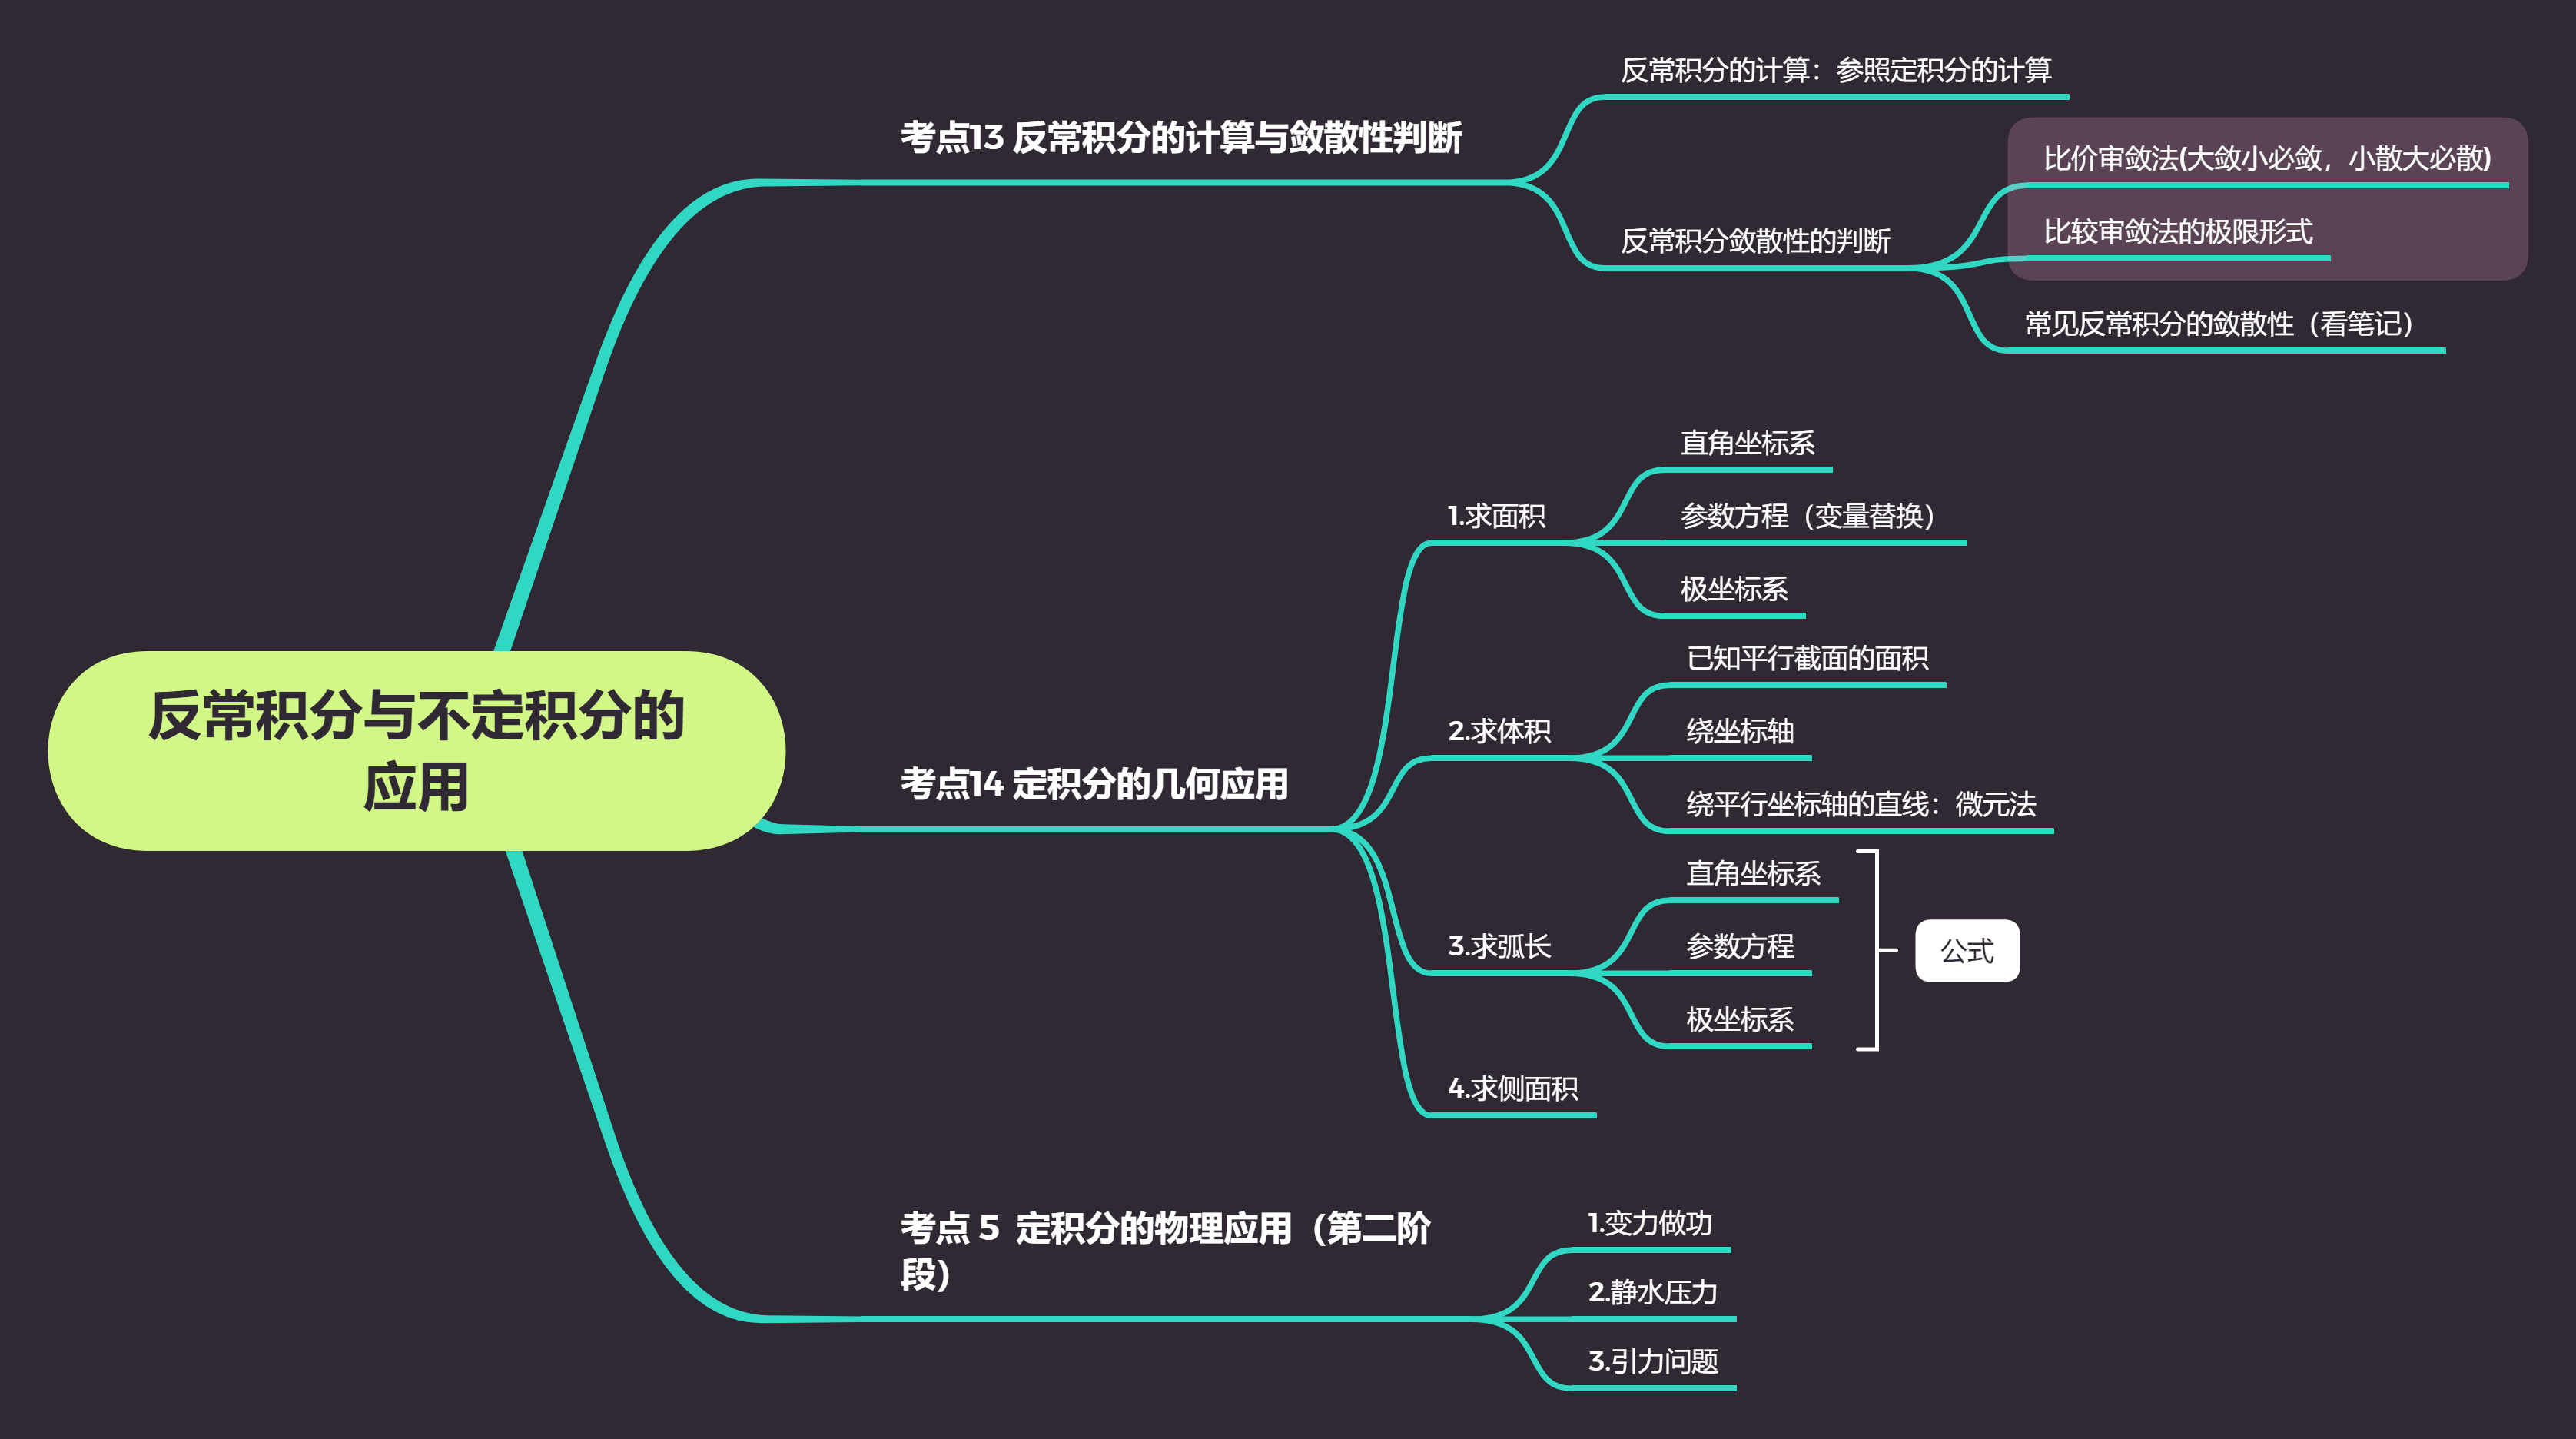 反常积分与不定积分的
应用
考点13 反常积分的计算与敛散性判断
反常积分的计算：参照定积分的计算
反常积分敛散性的判断
比价审敛法(大敛小必敛，小散大必散)
比较审敛法的极限形式
常见反常积分的敛散性（看笔记）
考点14 定积分的几何应用
1.求面积
直角坐标系
参数方程（变量替换）
极坐标系
2.求体积
已知平行截面的面积
绕坐标轴
绕平行坐标轴的直线：微元法
3.求弧长
直角坐标系
参数方程
极坐标系
公式
4.求侧面积
考点 5 定积分的物理应用（第二阶
段）
1.变力做功
2.静水压力
3.引力问题